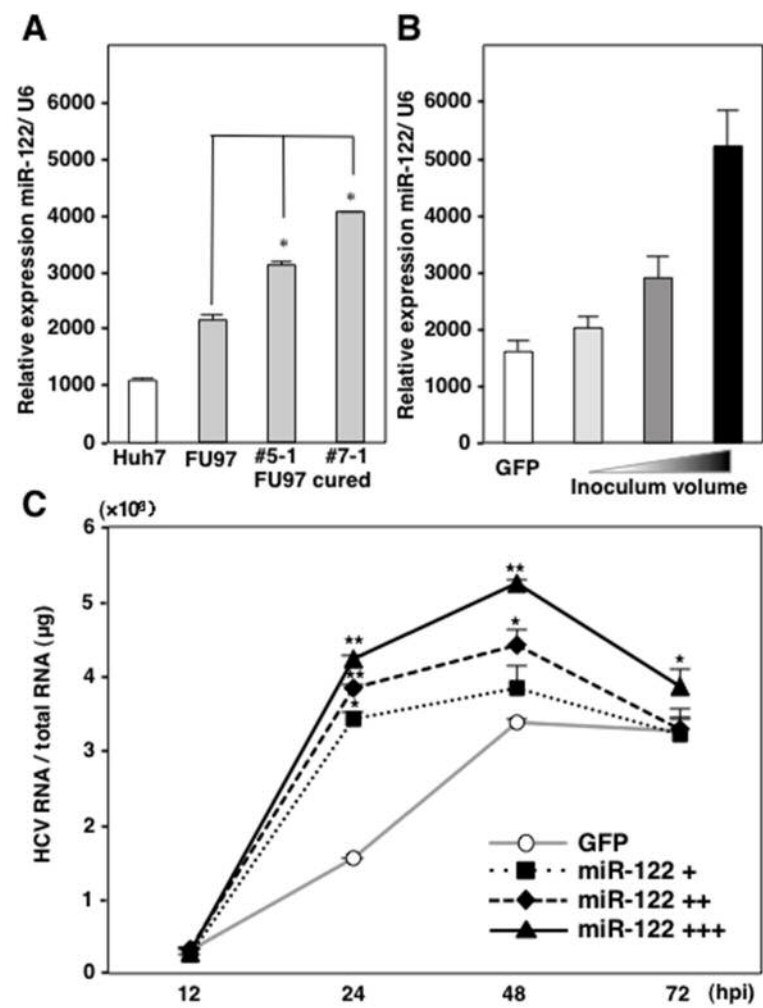 A
Relative expression miR-122/ U6
6000
5000
4000
3000
2000
1000
0
*
*
Huh7 FU97 #5-1 #7-1
FU97 cured
B
Relative expression miR-122/ U6
6000
5000
4000
3000
2000
1000
0
GFP
Inoculum volume
C
HCV RNA / total RNA (μg)
6
5
4
3
2
1
0
★★
★★
★
★★
★
★
GFP
miR-122 +
miR-122 ++
miR-122 +++
12 24 48 72 (hpi)